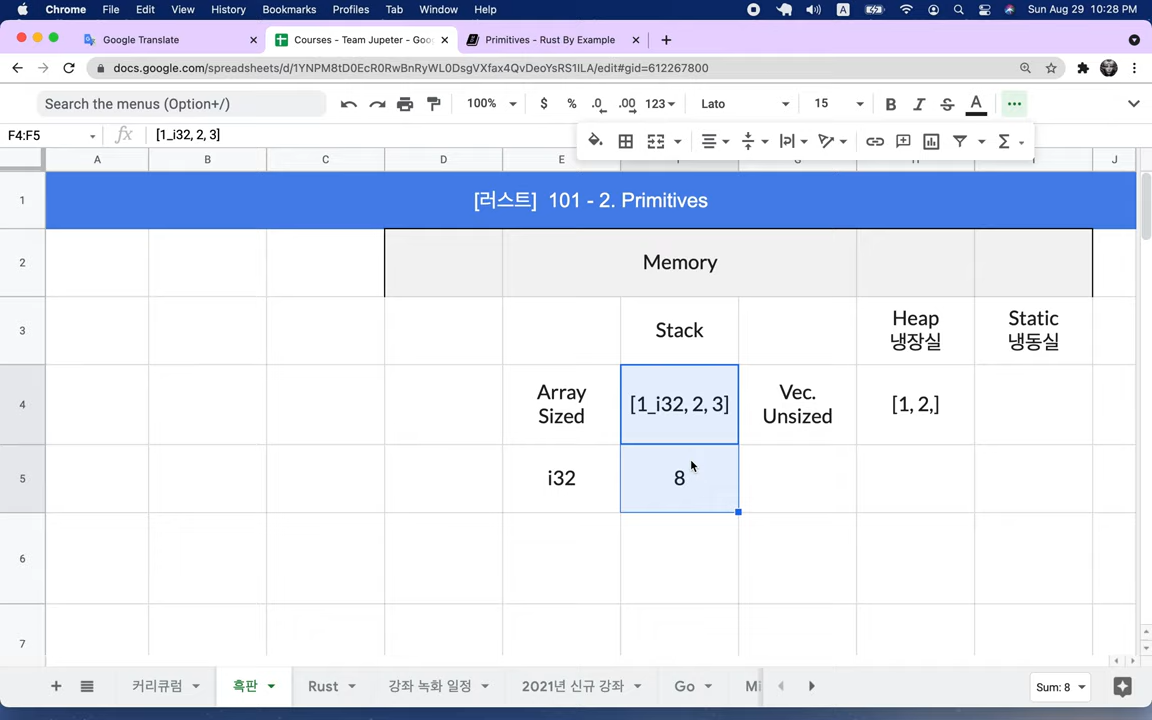 Chrome File Edit View History Bookmarks Profiles Tab Window Help A Sun Aug 29 10:28 PM
Google Translate × Courses - Team Jupeter - Goo × Primitives - Rust By Example × +
docs.google.com/spreadsheets/d/1YNPM8tD0EcR0RwBnRyWL0DsgVXfax4QvDeoYsRS1ILA/edit#gid=612267800
Search the menus (Option+/) 100% $ % .0 .00 123 Lato 15 B I S A
F4:F5 fx [1_i32, 2, 3]
A B C D E J
1 [러스트] 101 - 2. Primitives
2 Memory
3 Stack
Heap
냉장실
Static
냉동실
4
Array
Sized
[1_i32, 2, 3]
Vec.
Unsized
[1, 2,]
5 i32 8
6
7
+ 커리큐럼 흑판 Rust 강좌 녹화 일정 2021년 신규 강좌 Go Mi Sum: 8